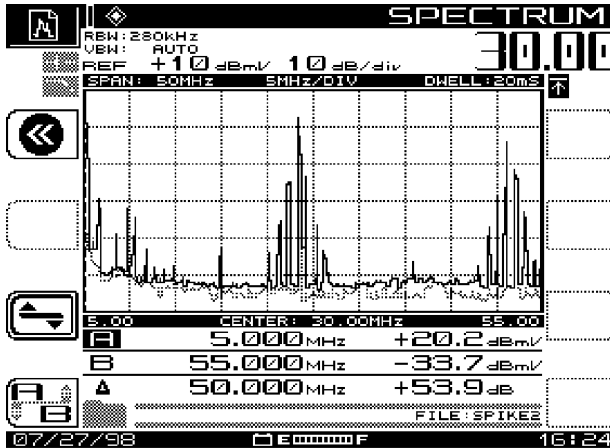 SPECTRUM
RBW:280kHz
VBW: AUTO
REF +10 dBmV 10 dB/div
30.00
SPAN: 50MHz 5MHz/DIV DWELL:20mS
5.00 CENTER: 30.00MHz 55.00
A 5.000MHz +20.2dBmV
B 55.000MHz -33.7dBmV
Δ 50.000MHz +53.9dB
A B
FILE:SPIKE2
07/27/98 E F 16:24